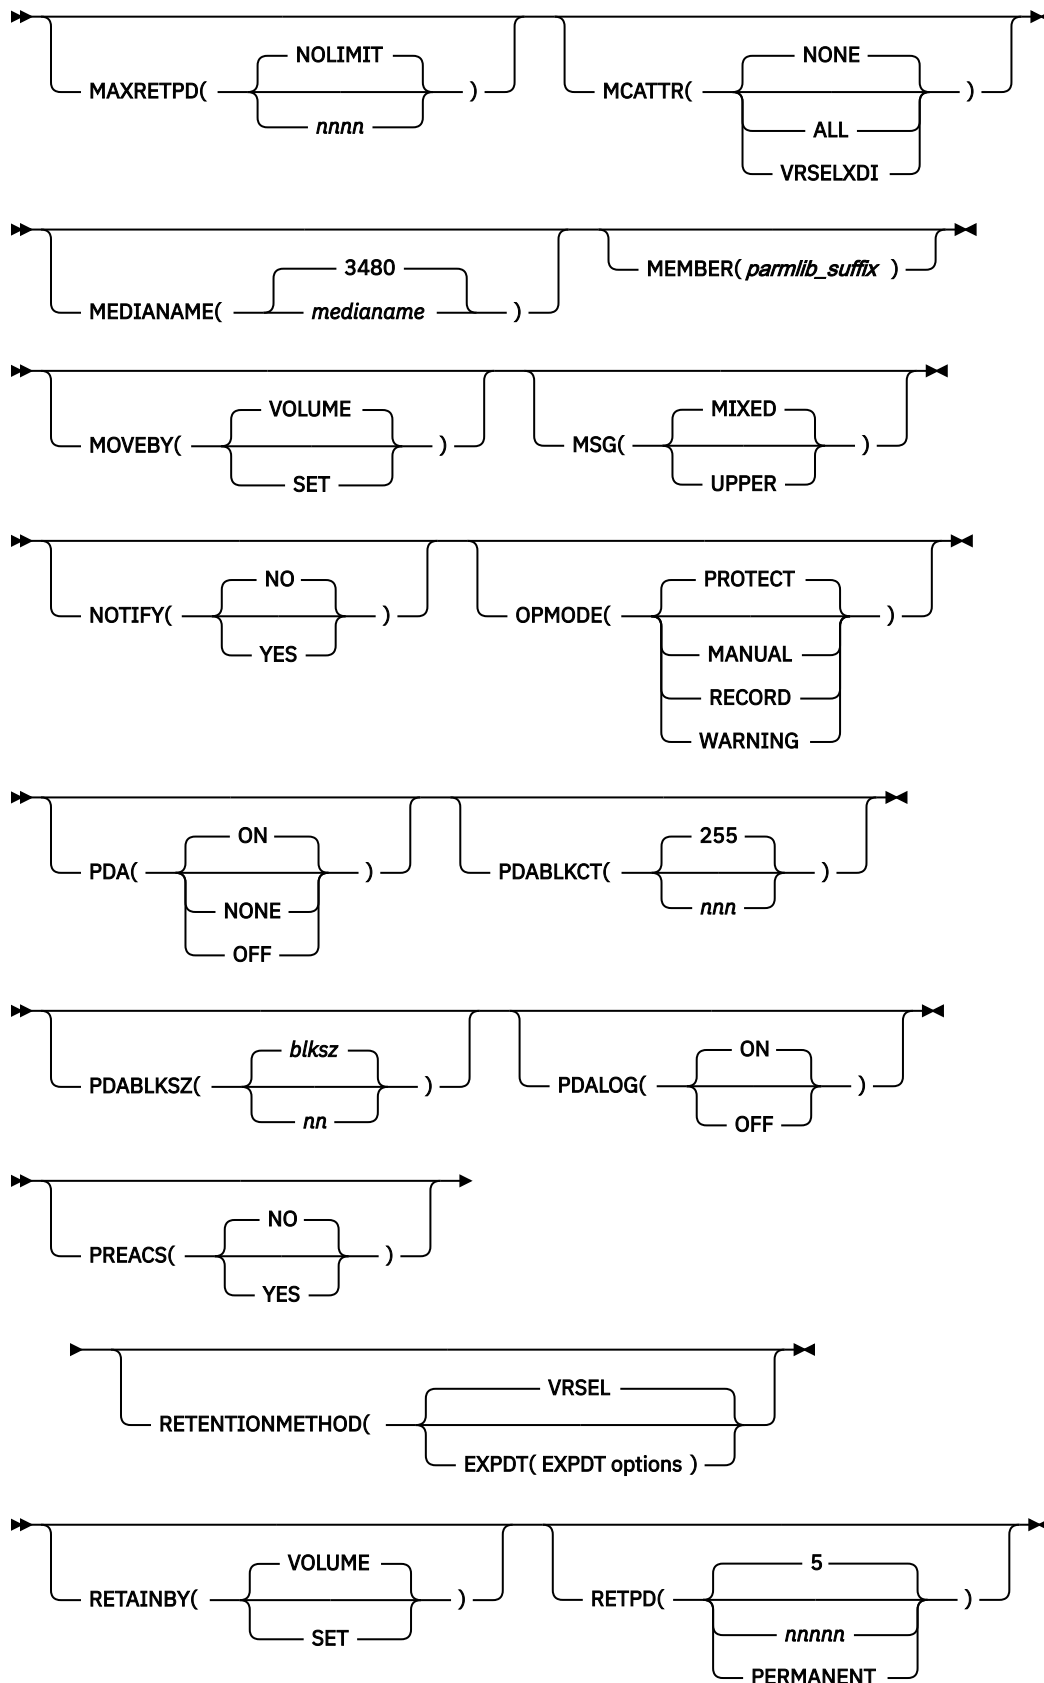 NOLIMIT
NONE
MAXRETPD(
)
MCATTR(
)
nnnn
ALL
VRSELXDI
3480
MEMBER( parmlib_suffix )
MEDIANAME(
medianame
)
VOLUME
MIXED
MOVEBY(
)
MSG(
)
SET
UPPER
NO
PROTECT
NOTIFY(
)
OPMODE(
)
YES
MANUAL
RECORD
WARNING
ON
255
PDA(
)
PDABLKCT(
)
NONE
nnn
OFF
blksz
ON
PDABLKSZ(
)
PDALOG(
)
nn
OFF
NO
PREACS(
)
YES
VRSEL
RETENTIONMETHOD(
EXPDT( EXPDT options )
VOLUME
5
RETAINBY(
)
RETPD(
)
SET
nnnnn
PERMANENT